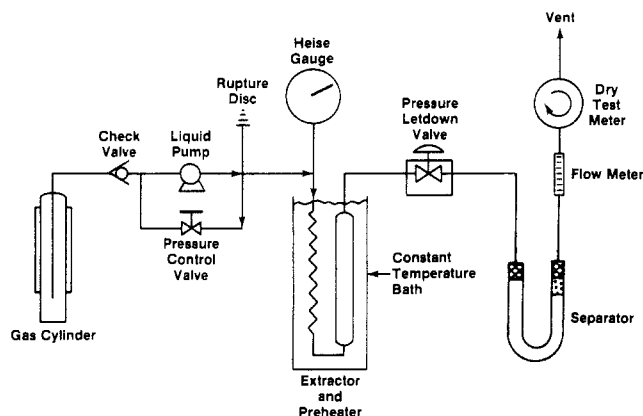 Vent
Heise
Gauge
Rupture
Disc
Dry
Test
Meter
Pressure
Letdown
Valve
Check
Valve
Liquid
Pump
Flow Meter
Pressure
Control
Valve
Constant
Temperature
Bath
Gas Cylinder
Separator
Extractor
and
Preheater